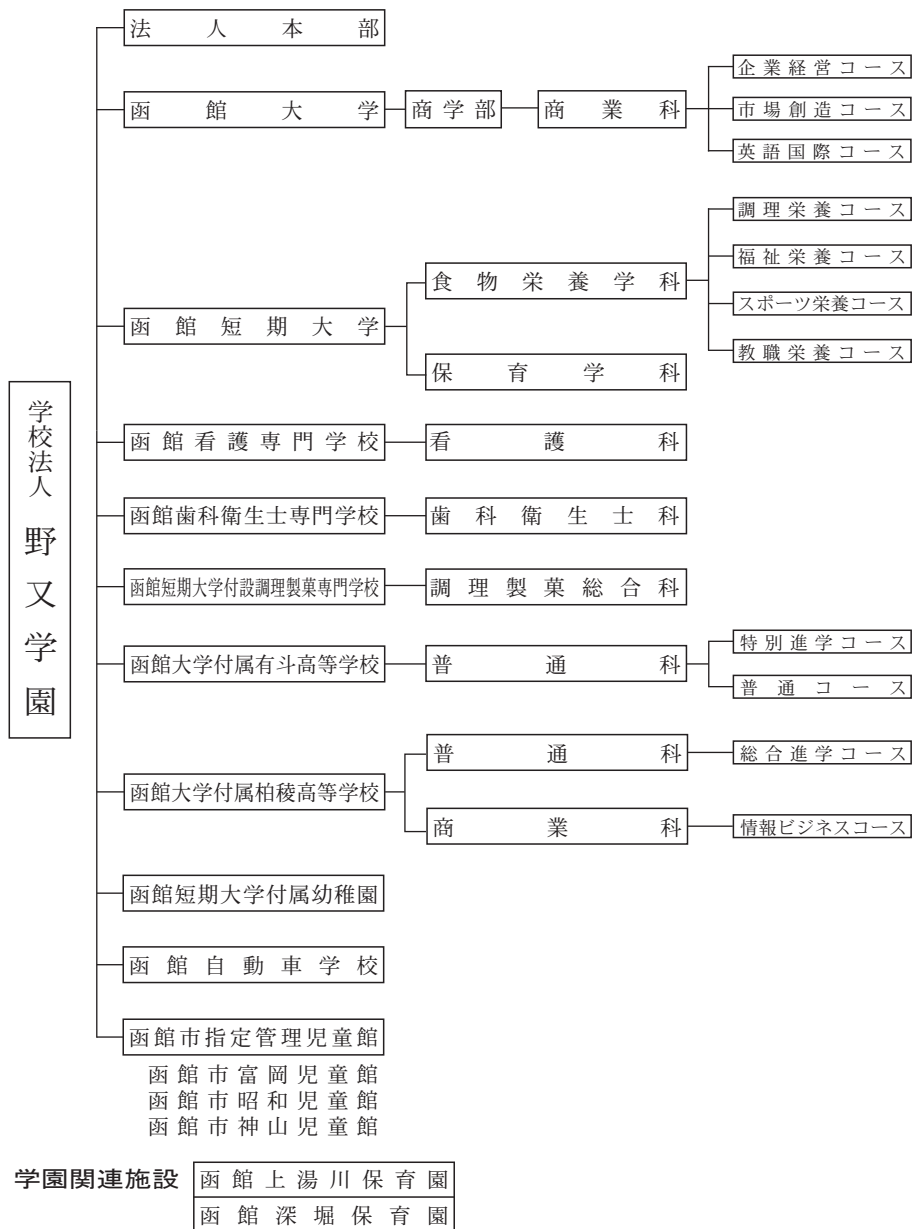 学校法人 野又学園
法人本部
函館大学
商学部
商業科
企業経営コース
市場創造コース
英語国際コース
函館短期大学
食物栄養学科
調理栄養コース
福祉栄養コース
スポーツ栄養コース
教職栄養コース
保育学科
函館看護専門学校
看護科
函館歯科衛生士専門学校
歯科衛生士科
函館短期大学付設調理製菓専門学校
調理製菓総合科
函館大学付属有斗高等学校
普通科
特別進学コース
普通コース
函館大学付属柏稜高等学校
普通科
総合進学コース
商業科
情報ビジネスコース
函館短期大学付属幼稚園
函館自動車学校
函館市指定管理児童館
函館市富岡児童館
函館市昭和児童館
函館市神山児童館
学園関連施設
函館上湯川保育園
函館深堀保育園